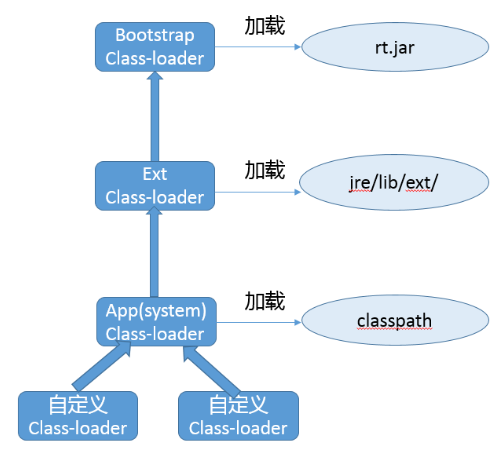 Bootstrap
Class-loader
加载
rt.jar
Ext
Class-loader
加载
jre/lib/ext/
App(system)
Class-loader
加载
classpath
自定义
Class-loader
自定义
Class-loader